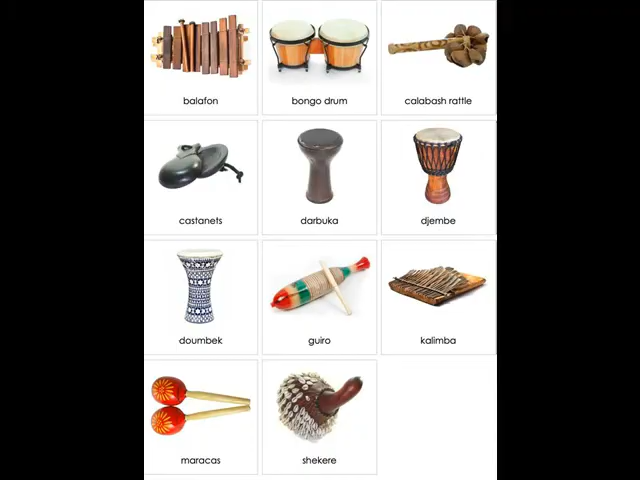 balafon
bongo drum
calabash rattle
castanets
darbuka
djembe
doumbek
guiro
kalimba
maracas
shekere